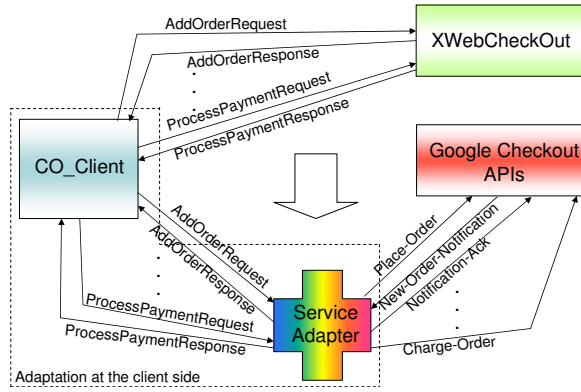 AddOrderRequest
XWebCheckOut
AddOrderResponse
ProcessPaymentRequest
ProcessPaymentResponse
CO_Client
Google Checkout
APIs
AddOrderRequest
AddOrderResponse
Place-Order
New-Order-Notification
Notification-Ack
ProcessPaymentRequest
ProcessPaymentResponse
Service
Adapter
Charge-Order
Adaptation at the client side